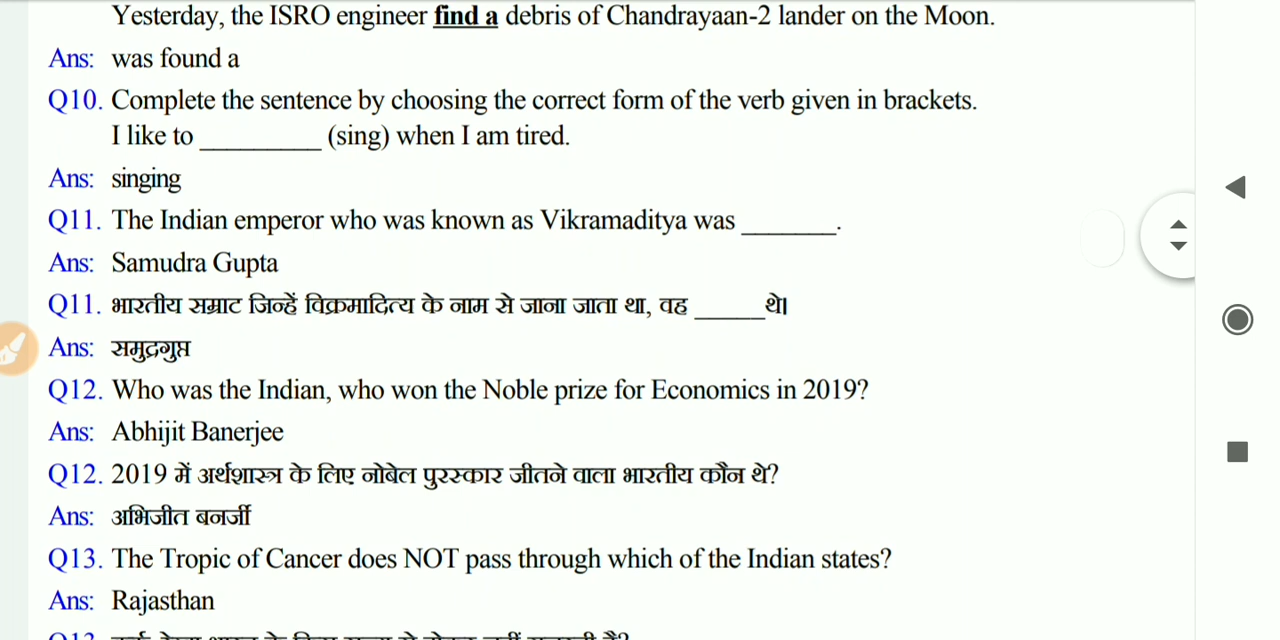 Yesterday, the ISRO engineer find a debris of Chandrayaan-2 lander on the Moon.
Ans: was found a
Q10. Complete the sentence by choosing the correct form of the verb given in brackets.
I like to _________ (sing) when I am tired.
Ans: singing
Q11. The Indian emperor who was known as Vikramaditya was _______.
Ans: Samudra Gupta
Q11. भारतीय सम्राट जिन्हें विक्रमादित्य के नाम से जाना जाता था, वह _____थे।
Ans: समुद्रगुप्त
Q12. Who was the Indian, who won the Noble prize for Economics in 2019?
Ans: Abhijit Banerjee
Q12. 2019 में अर्थशास्त्र के लिए नोबेल पुरस्कार जीतने वाला भारतीय कौन थे?
Ans: अभिजीत बनर्जी
Q13. The Tropic of Cancer does NOT pass through which of the Indian states?
Ans: Rajasthan